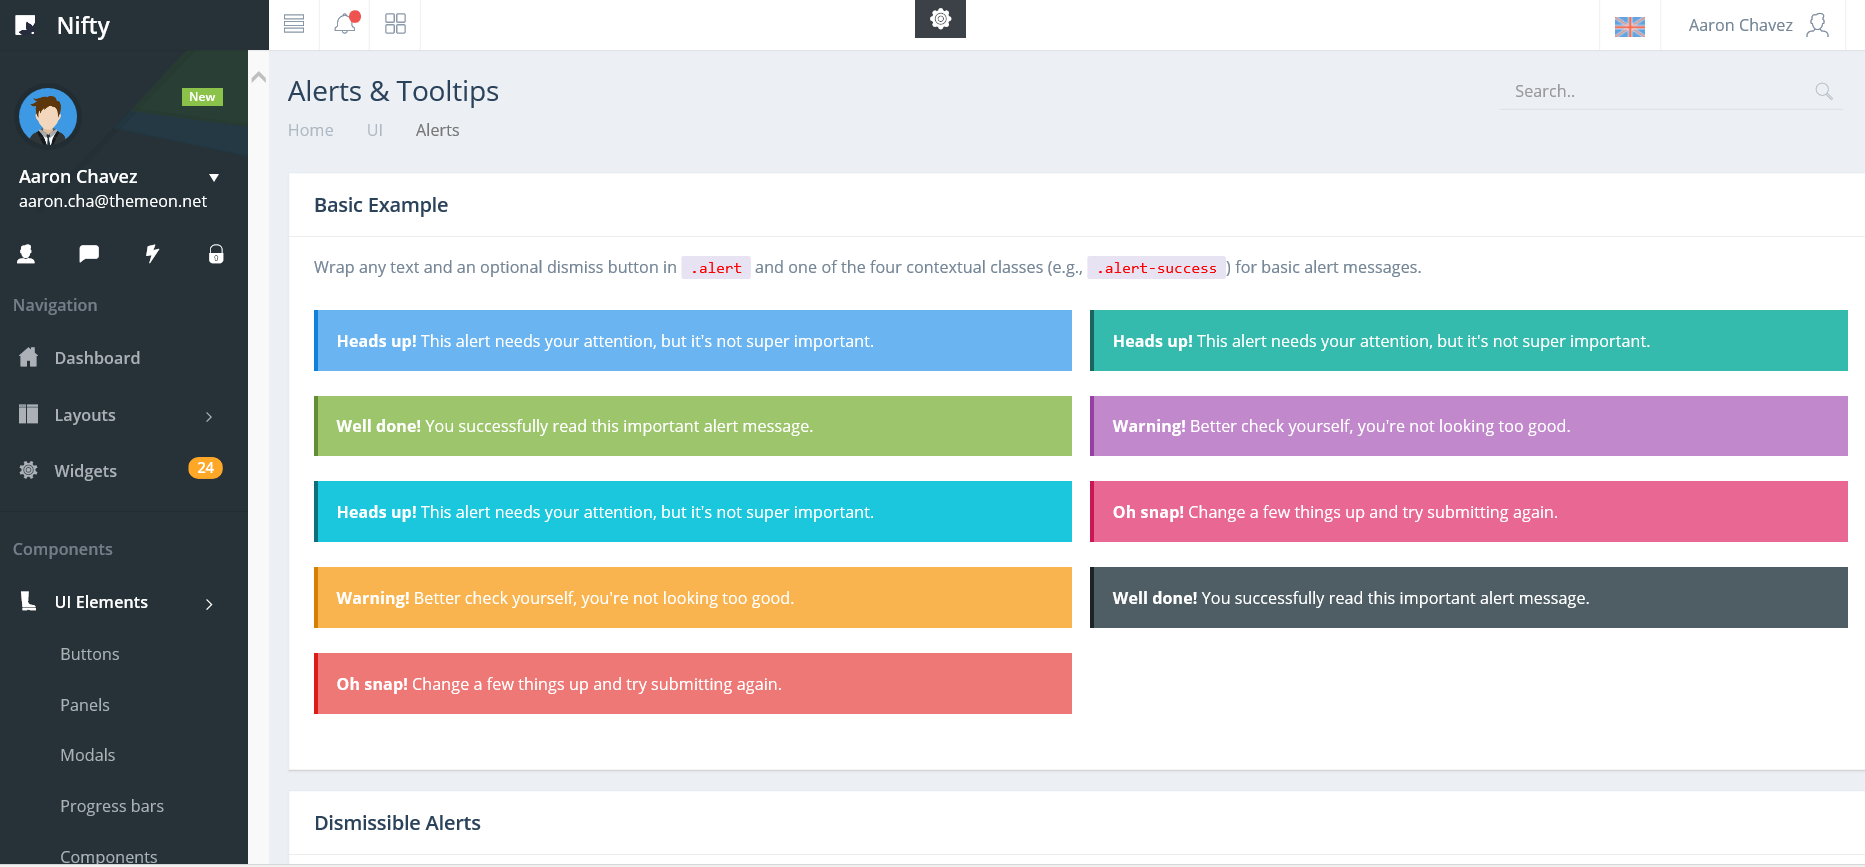 Nifty
Aaron Chavez
New
Aaron Chavez
aaron.cha@themeon.net
Navigation
Dashboard
Layouts
Widgets 24
Components
UI Elements
Buttons
Panels
Modals
Progress bars
Components
Alerts & Tooltips
Search..
Home UI Alerts
Basic Example
Wrap any text and an optional dismiss button in .alert and one of the four contextual classes (e.g., .alert-success) for basic alert messages.
Heads up! This alert needs your attention, but it's not super important.
Heads up! This alert needs your attention, but it's not super important.
Well done! You successfully read this important alert message.
Warning! Better check yourself, you're not looking too good.
Heads up! This alert needs your attention, but it's not super important.
Oh snap! Change a few things up and try submitting again.
Warning! Better check yourself, you're not looking too good.
Well done! You successfully read this important alert message.
Oh snap! Change a few things up and try submitting again.
Dismissible Alerts